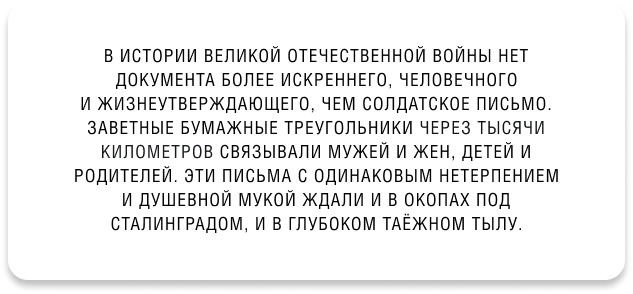 В ИСТОРИИ ВЕЛИКОЙ ОТЕЧЕСТВЕННОЙ ВОЙНЫ НЕТ
ДОКУМЕНТА БОЛЕЕ ИСКРЕННЕГО, ЧЕЛОВЕЧНОГО
И ЖИЗНЕУТВЕРЖДАЮЩЕГО, ЧЕМ СОЛДАТСКОЕ ПИСЬМО.
ЗАВЕТНЫЕ БУМАЖНЫЕ ТРЕУГОЛЬНИКИ ЧЕРЕЗ ТЫСЯЧИ
КИЛОМЕТРОВ СВЯЗЫВАЛИ МУЖЕЙ И ЖЕН, ДЕТЕЙ И
РОДИТЕЛЕЙ. ЭТИ ПИСЬМА С ОДИНАКОВЫМ НЕТЕРПЕНИЕМ
И ДУШЕВНОЙ МУКОЙ ЖДАЛИ И В ОКОПАХ ПОД
СТАЛИНГРАДОМ, И В ГЛУБОКОМ ТАЁЖНОМ ТЫЛУ.